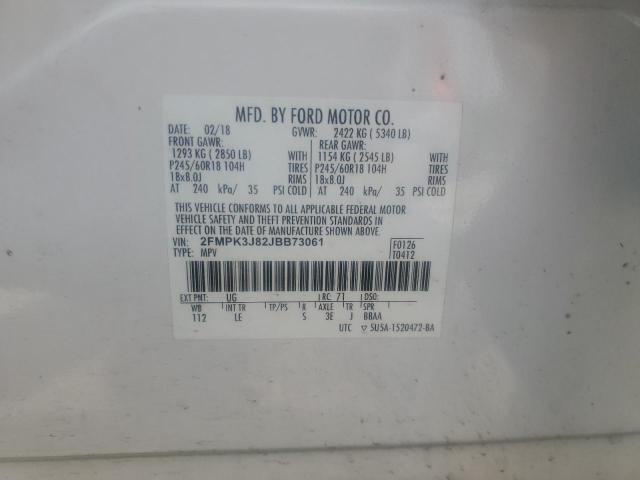 MFD. BY FORD MOTOR CO.
DATE: 02/18 GVWR: 2422 KG ( 5340 LB)
FRONT GAWR: REAR GAWR:
1293 KG ( 2850 LB) WITH 1154 KG ( 2545 LB) WITH
P245/60R18 104H TIRES P245/60R18 104H TIRES
18x8.0J RIMS 18x8.0J RIMS
AT 240 kPa/ 35 PSI COLD AT 240 kPa/ 35 PSI COLD
THIS VEHICLE CONFORMS TO ALL APPLICABLE FEDERAL MOTOR
VEHICLE SAFETY AND THEFT PREVENTION STANDARDS IN
EFFECT ON THE DATE OF MANUFACTURE SHOWN ABOVE.
VIN: 2FMPK3J82JBB73061 F0126
TYPE: MPV T0412
EXT PNT: UG RC: 71 DSO:
WB INT TR TP/PS R AXLE TR SPR
112 LE S 3E J BBAA
UTC ▽ 5U5A-1520472-BA